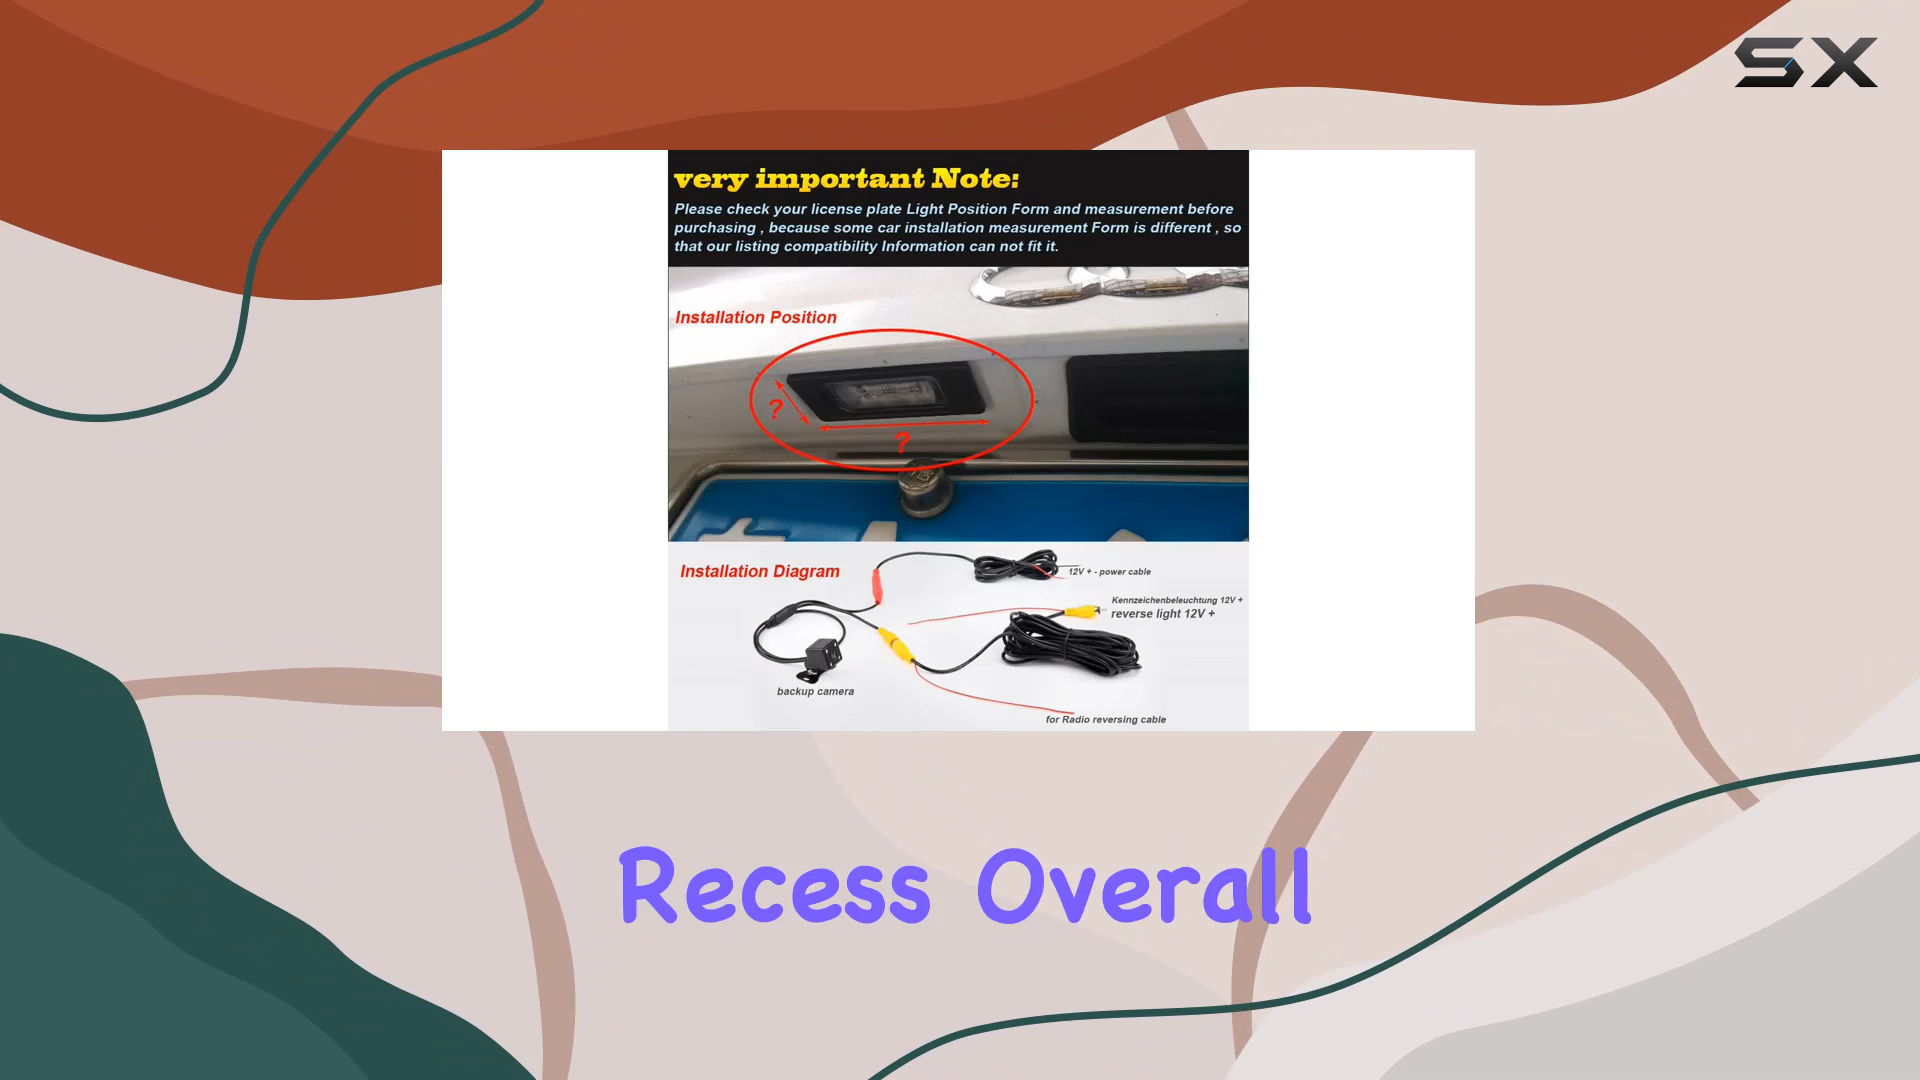 SX
very important Note:
Please check your license plate Light Position Form and measurement before
purchasing , because some car installation measurement Form is different , so
that our listing compatibility Information can not fit it.
Installation Position
?
?
Installation Diagram
12V + - power cable
Kennzeichenbeleuchtung 12V +
reverse light 12V +
backup camera
for Radio reversing cable
Recess Overall